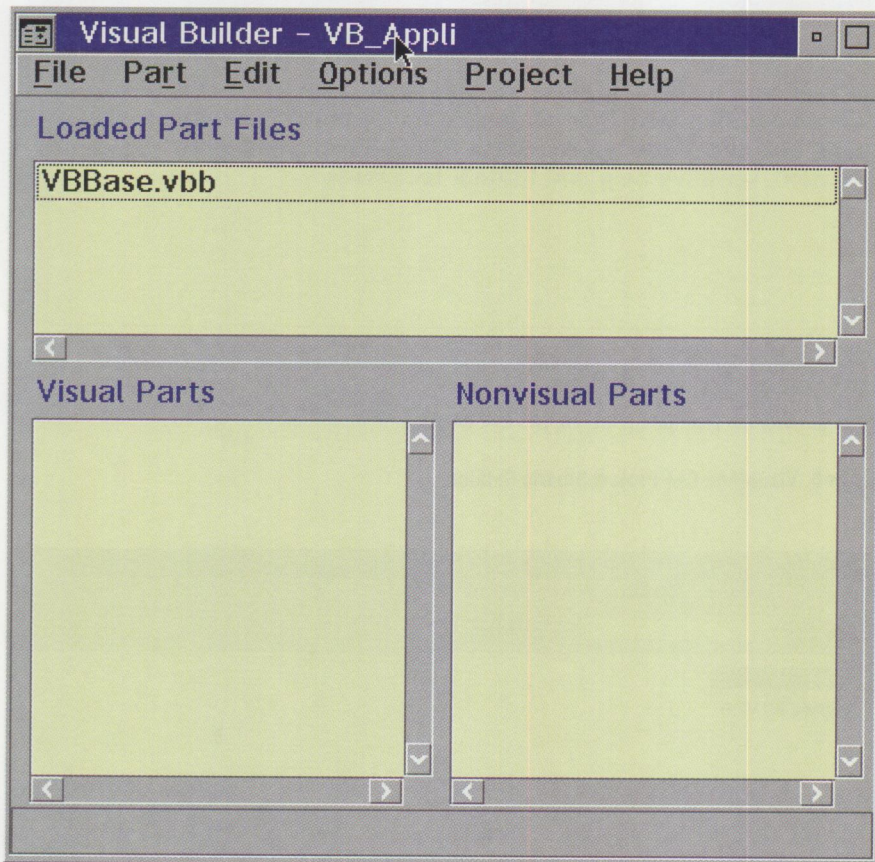 Visual Builder - VB_Appli
File Part Edit Options Project Help
Loaded Part Files
VBBase.vbb
Visual Parts
Nonvisual Parts